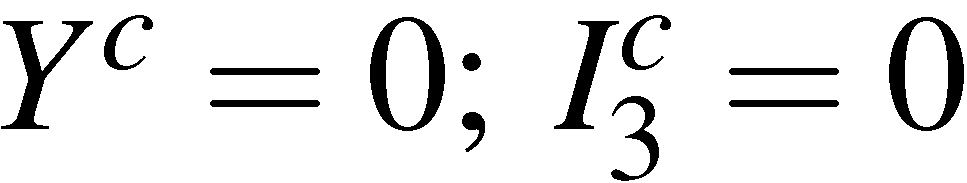 $Y^c = 0; I_3^c = 0$